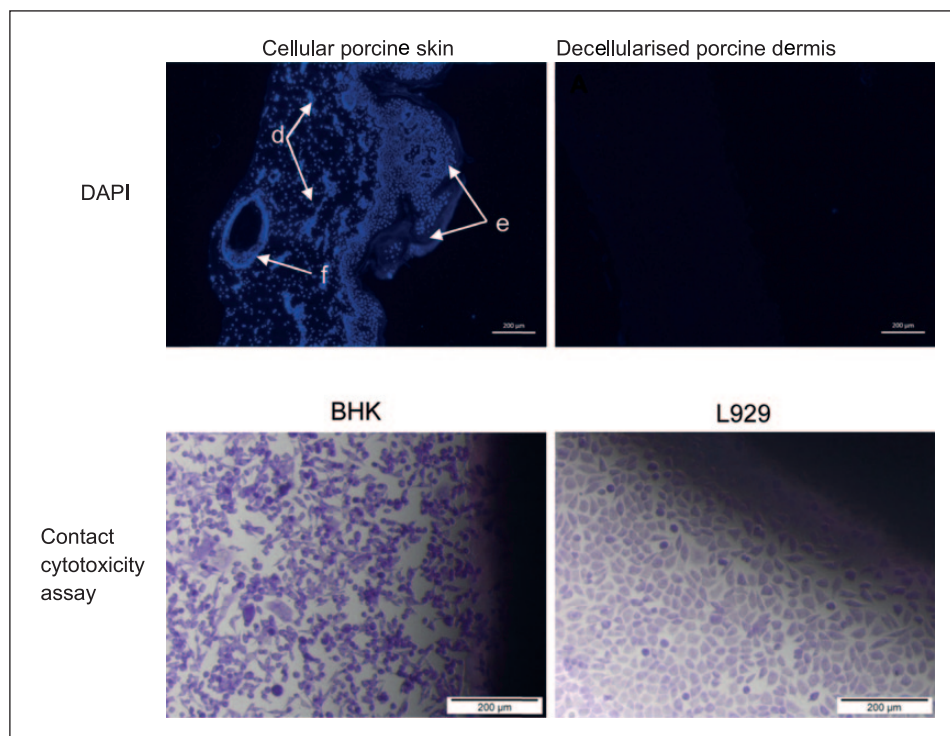 Cellular porcine skin
Decellularised porcine dermis
DAPI
d
e
f
200 µm
A
200 µm
BHK
L929
Contact
cytotoxicity
assay
200 µm
200 µm